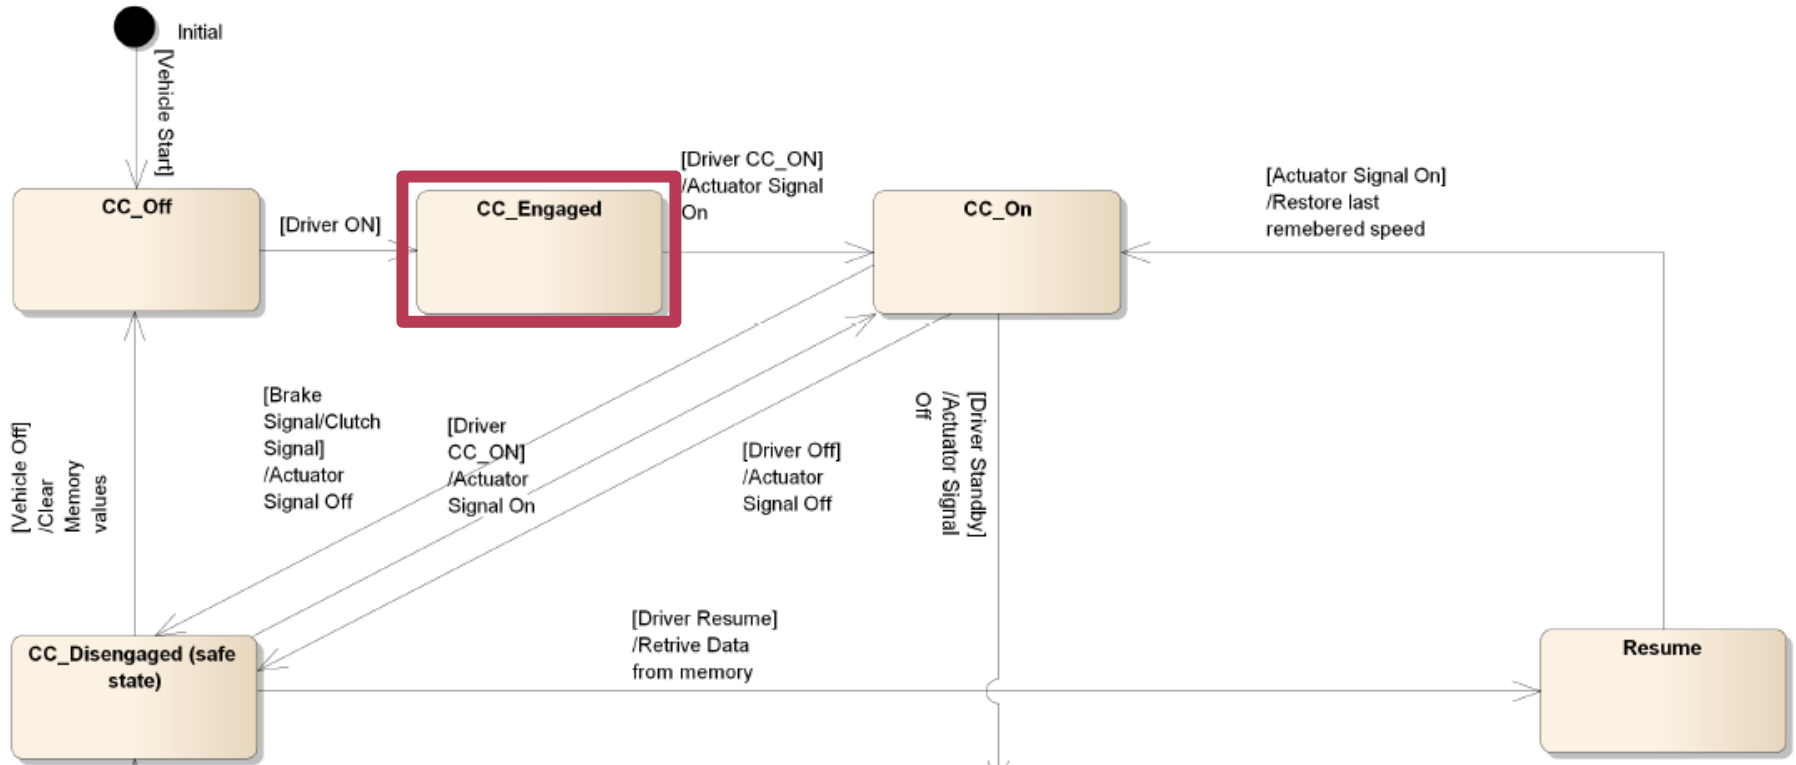 Initial
[Vehicle Start]
CC_Off
[Driver ON]
CC_Engaged
[Driver CC_ON]
/Actuator Signal
On
CC_On
[Actuator Signal On]
/Restore last
remebered speed
[Vehicle Off]
/Clear
Memory
values
[Brake
Signal/Clutch
Signal]
/Actuator
Signal Off
[Driver
CC_ON]
/Actuator
Signal On
[Driver Off]
/Actuator
Signal Off
[Driver Standby]
/Actuator Signal
Off
CC_Disengaged (safe
state)
[Driver Resume]
/Retrive Data
from memory
Resume